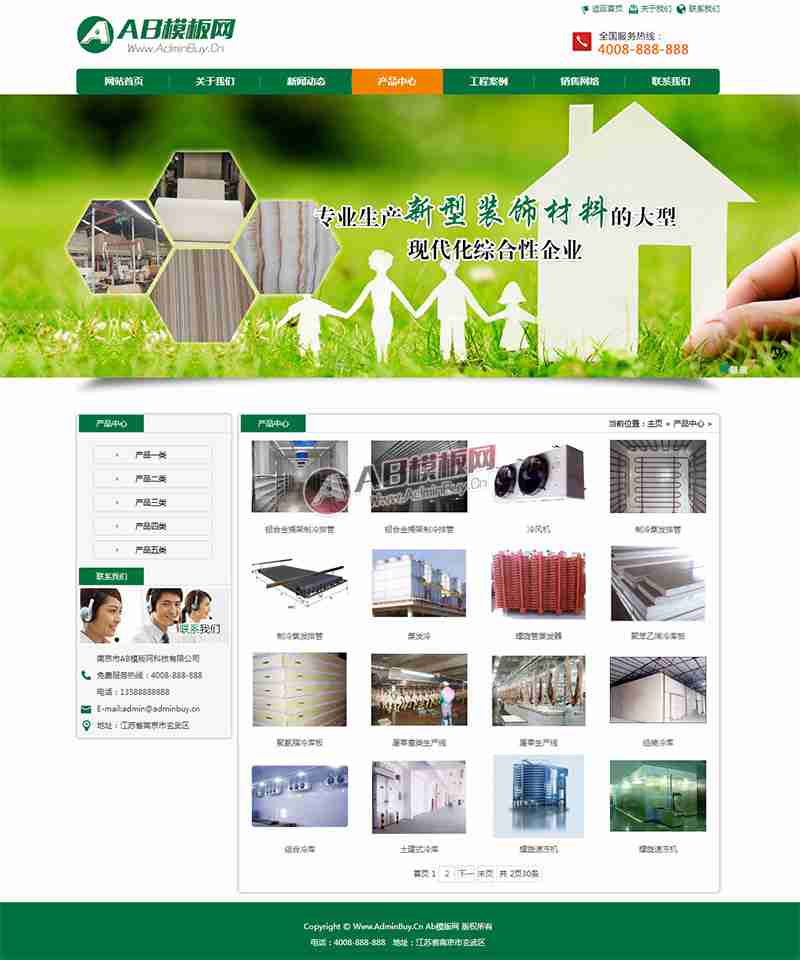 返回首页 关于我们 联系我们
AB模板网
Www.AdminBuy.Cn
全国服务热线：
4008-888-888
网站首页 关于我们 新闻动态 产品中心 工程案例 销售网络 联系我们
专业生产新型装饰材料的大型
现代化综合性企业
产品中心
产品一类
产品二类
产品三类
产品四类
产品五类
联系我们
联系我们
南京市AB模板网科技有限公司
免费服务热线：4008-888-888
电话：13588888888
E-mail:admin@adminbuy.cn
地址：江苏省南京市玄武区
产品中心 当前位置：主页 » 产品中心 »
AB模板网
Www.AdminBuy.Cn
铝合金搁架制冷排管 铝合金搁架制冷排管 冷风机 制冷蒸发排管
制冷蒸发排管 蒸发冷 螺旋管蒸发器 聚苯乙烯冷库板
聚氨酯冷库板 屠宰畜类生产线 屠宰生产线 组装冷库
组合冷库 土建式冷库 螺旋速冻机 螺旋速冻机
首页 1 2 下一 末页 共 2页30条
Copyright © Www.AdminBuy.Cn Ab模板网 版权所有
电话：4008-888-888 地址：江苏省南京市玄武区